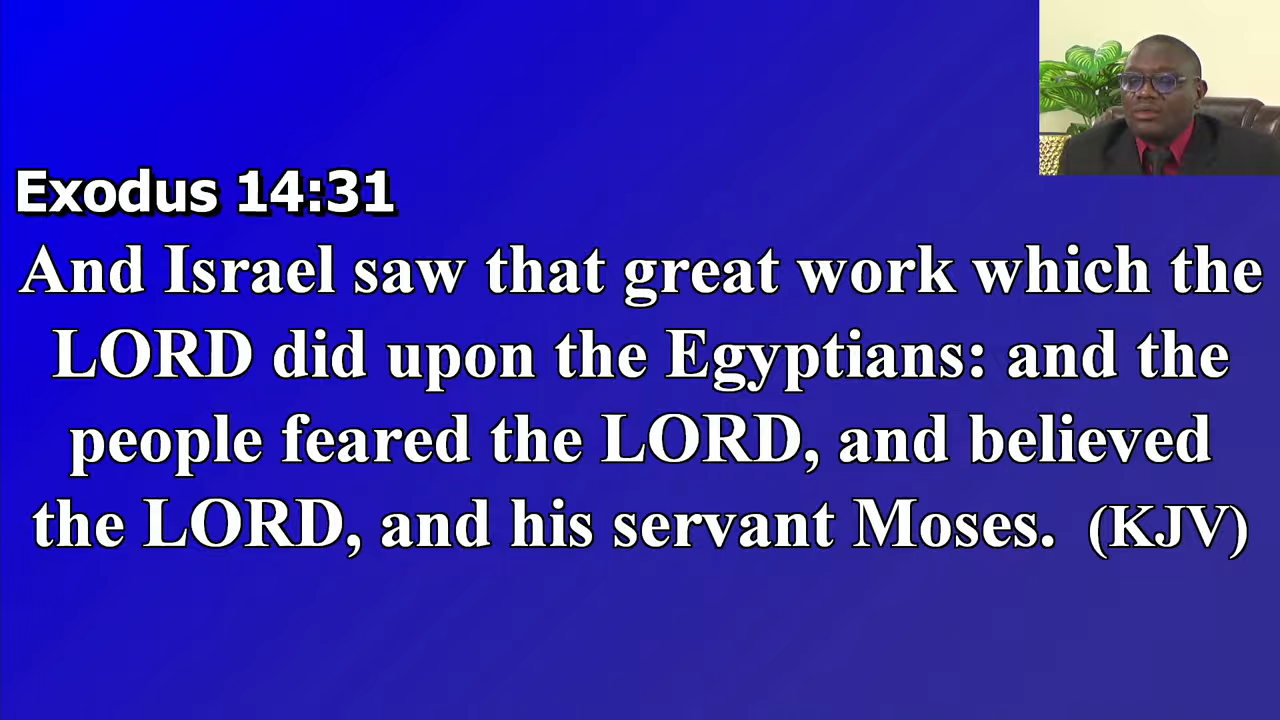 Exodus 14:31
And Israel saw that great work which the
LORD did upon the Egyptians: and the
people feared the LORD, and believed
the LORD, and his servant Moses. (KJV)